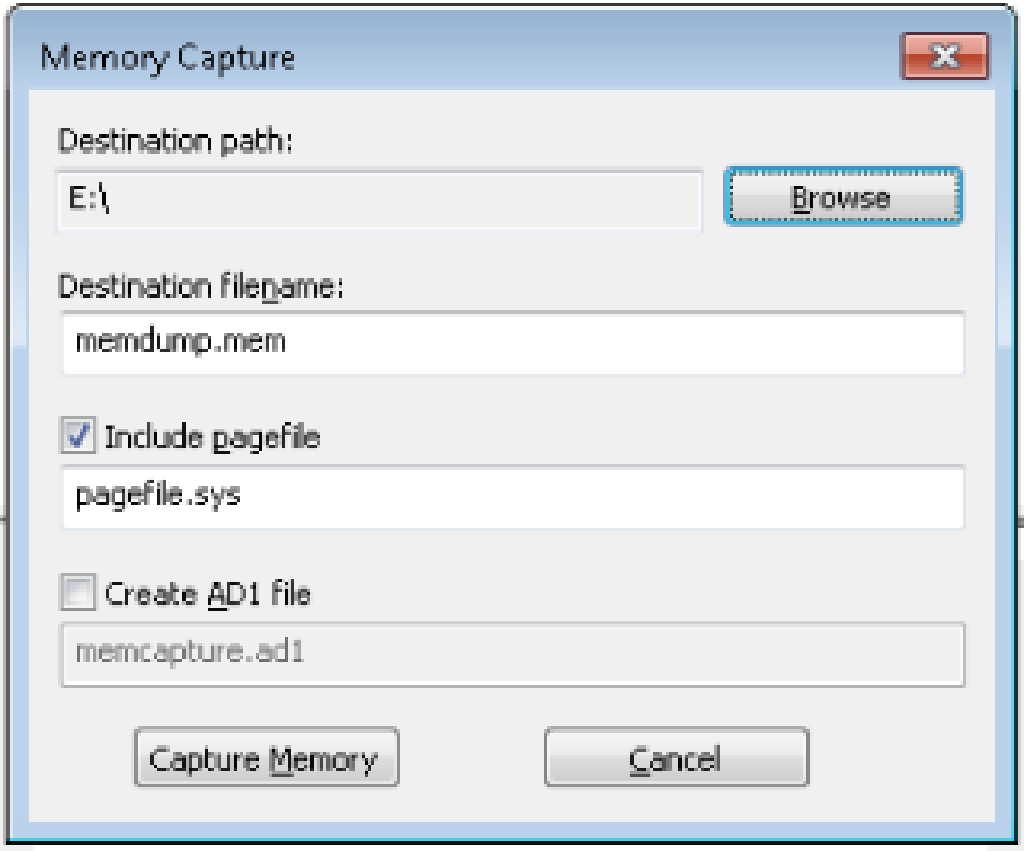 Memory Capture
Destination path:
E:\
Browse
Destination filename:
memdump.mem
Include pagefile
pagefile.sys
Create AD1 file
memcapture.ad1
Capture Memory
Cancel